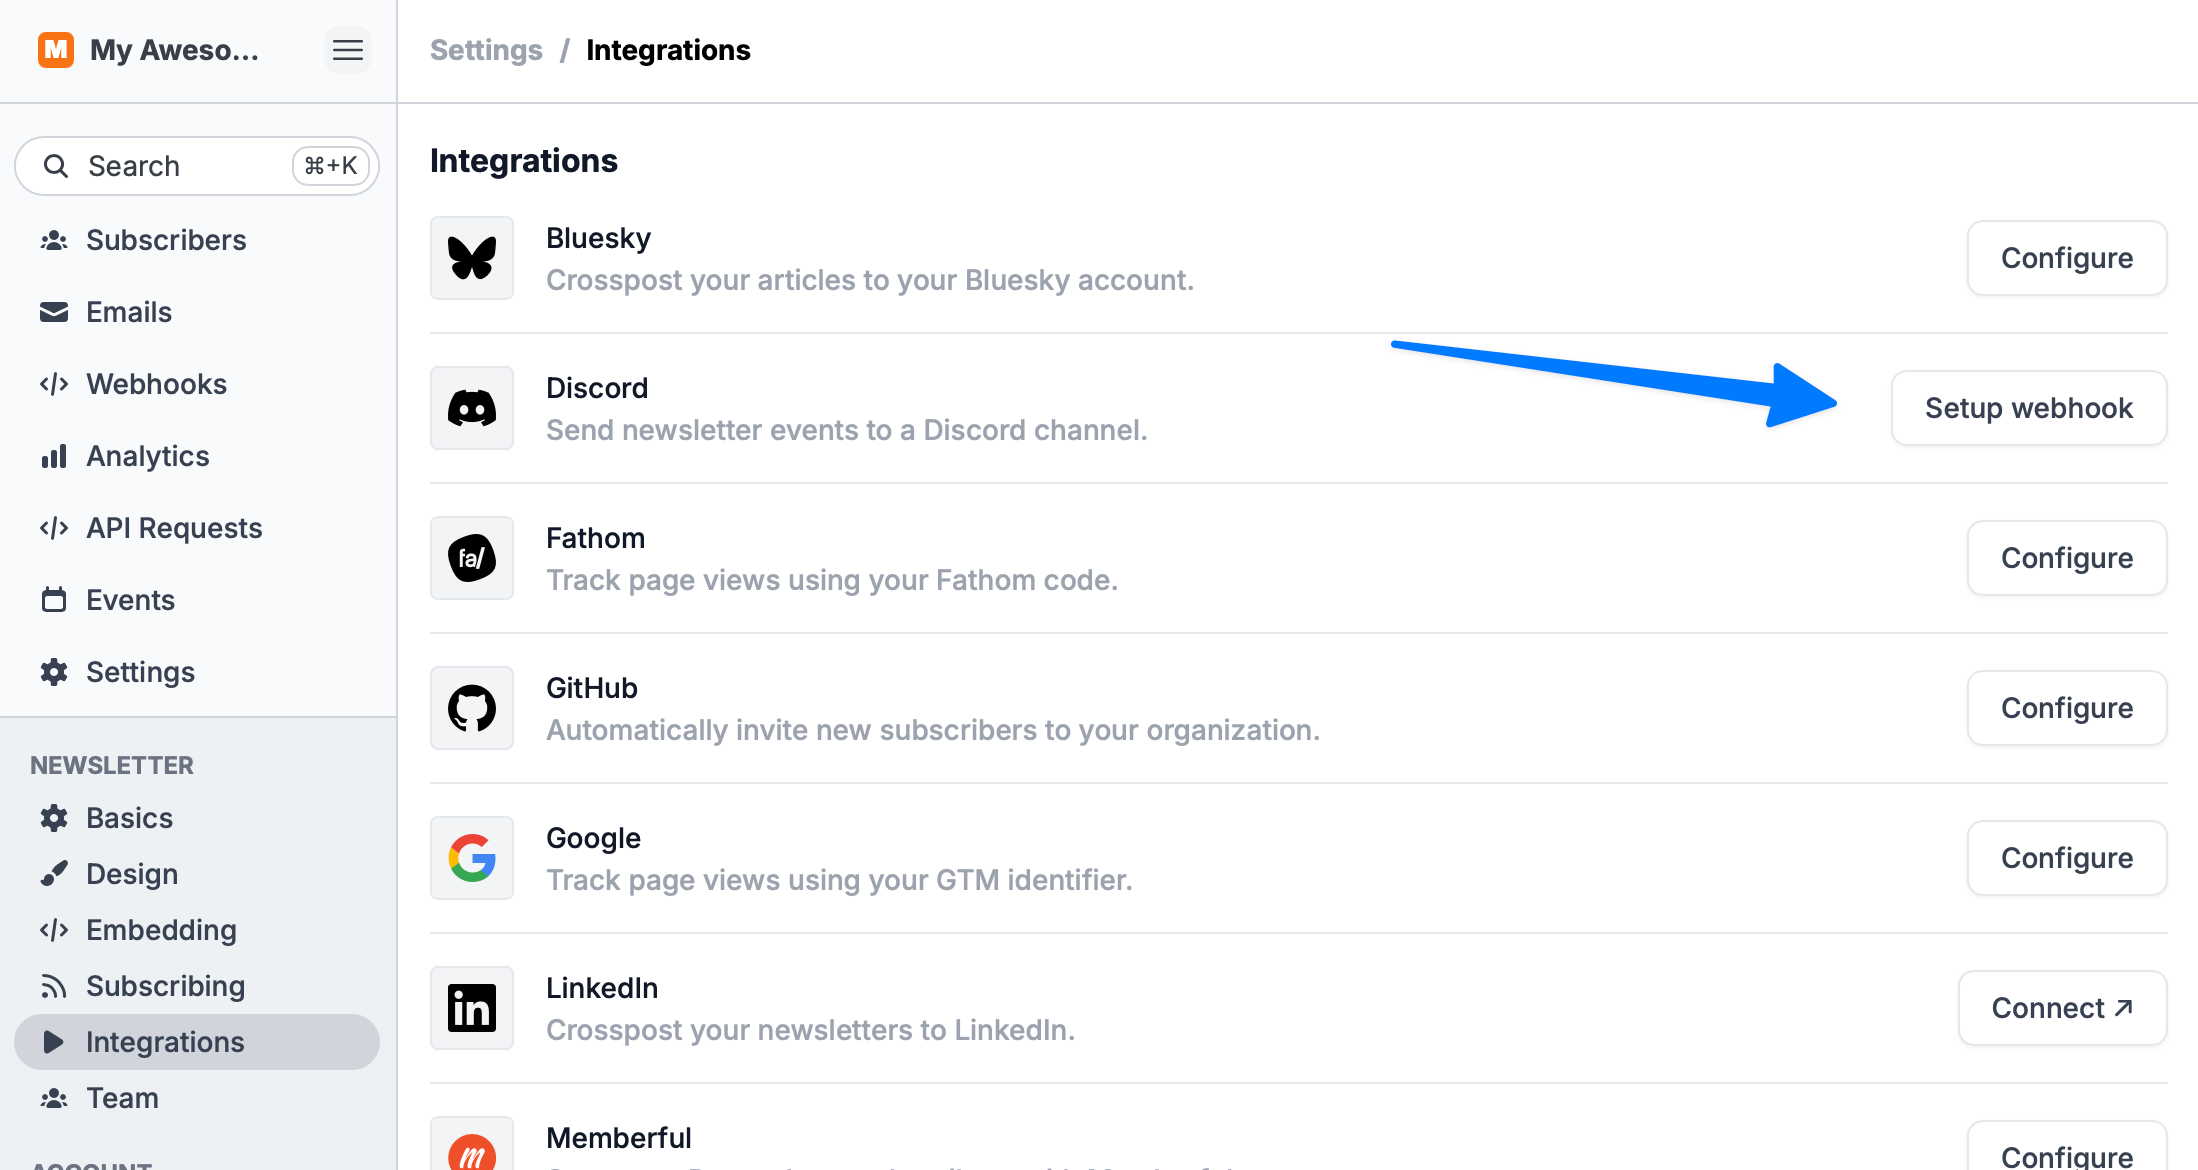 M My Aweso...
Settings / Integrations
Search ⌘+K
Subscribers
Emails
Webhooks
Analytics
API Requests
Events
Settings
NEWSLETTER
Basics
Design
Embedding
Subscribing
Integrations
Team
Integrations
Bluesky
Crosspost your articles to your Bluesky account.
Configure
Discord
Send newsletter events to a Discord channel.
Setup webhook
fa/
Fathom
Track page views using your Fathom code.
Configure
GitHub
Automatically invite new subscribers to your organization.
Configure
Google
Track page views using your GTM identifier.
Configure
in
LinkedIn
Crosspost your newsletters to LinkedIn.
Connect
Memberful
Configure